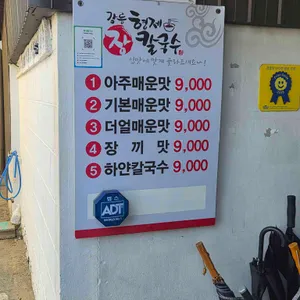 강릉 형제
장 칼국수
1 아주매운맛 9,000
2 기본매운맛 9,000
3 더얼매운맛 9,000
4 장 끼 맛 9,000
5 하얀칼국수 9,000
ADT